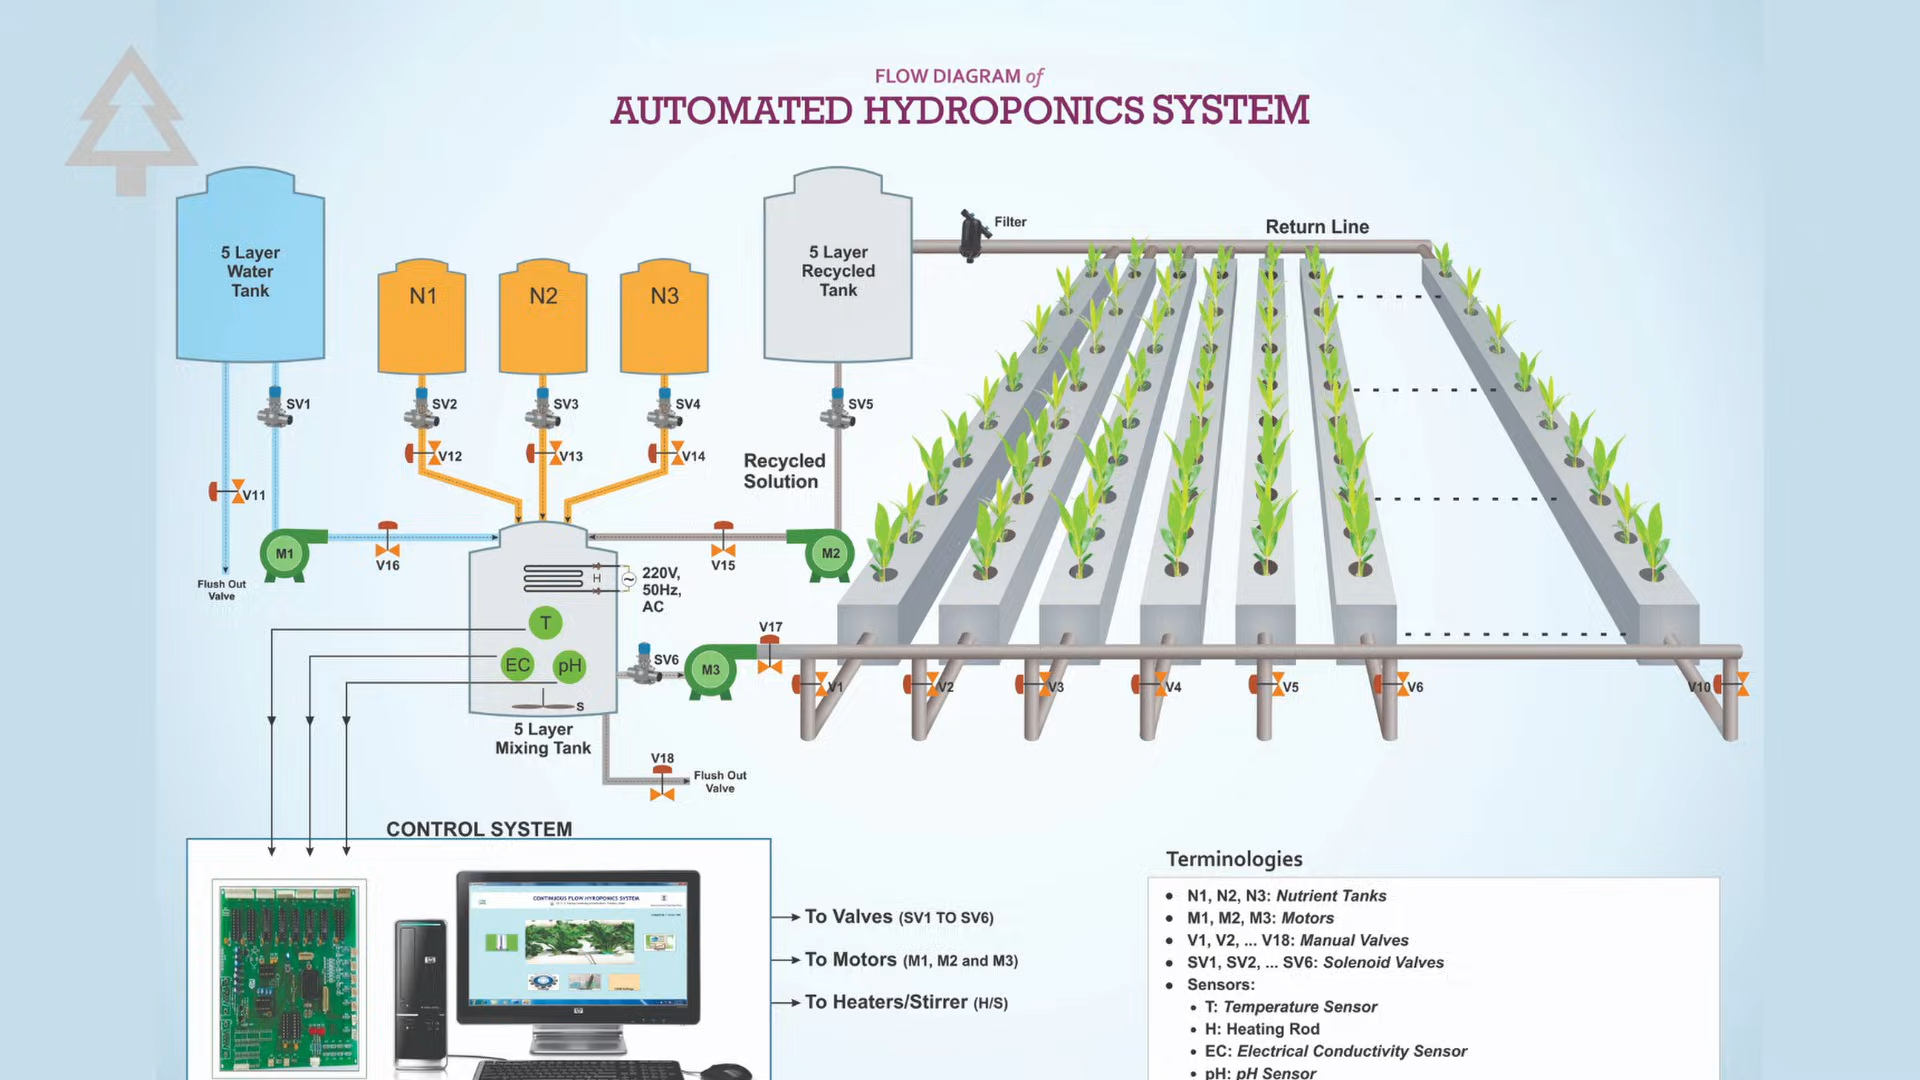 FLOW DIAGRAM of
AUTOMATED HYDROPONICS SYSTEM
5 Layer
Water
Tank
N1
N2
N3
5 Layer
Recycled
Tank
Filter
Return Line
SV1
SV2
SV3
SV4
SV5
V11
V12
V13
V14
Recycled
Solution
M1
V16
V15
M2
Flush Out
Valve
H
220V,
50Hz,
AC
T
EC
pH
S
5 Layer
Mixing Tank
SV6
M3
V17
V1
V2
V3
V4
V5
V6
V10
V18
Flush Out
Valve
CONTROL SYSTEM
CONTINUOUS FLOW HYROPONICS SYSTEM
To Valves (SV1 TO SV6)
To Motors (M1, M2 and M3)
To Heaters/Stirrer (H/S)
Terminologies
• N1, N2, N3: Nutrient Tanks
• M1, M2, M3: Motors
• V1, V2, ... V18: Manual Valves
• SV1, SV2, ... SV6: Solenoid Valves
• Sensors:
• T: Temperature Sensor
• H: Heating Rod
• EC: Electrical Conductivity Sensor
• pH: pH Sensor